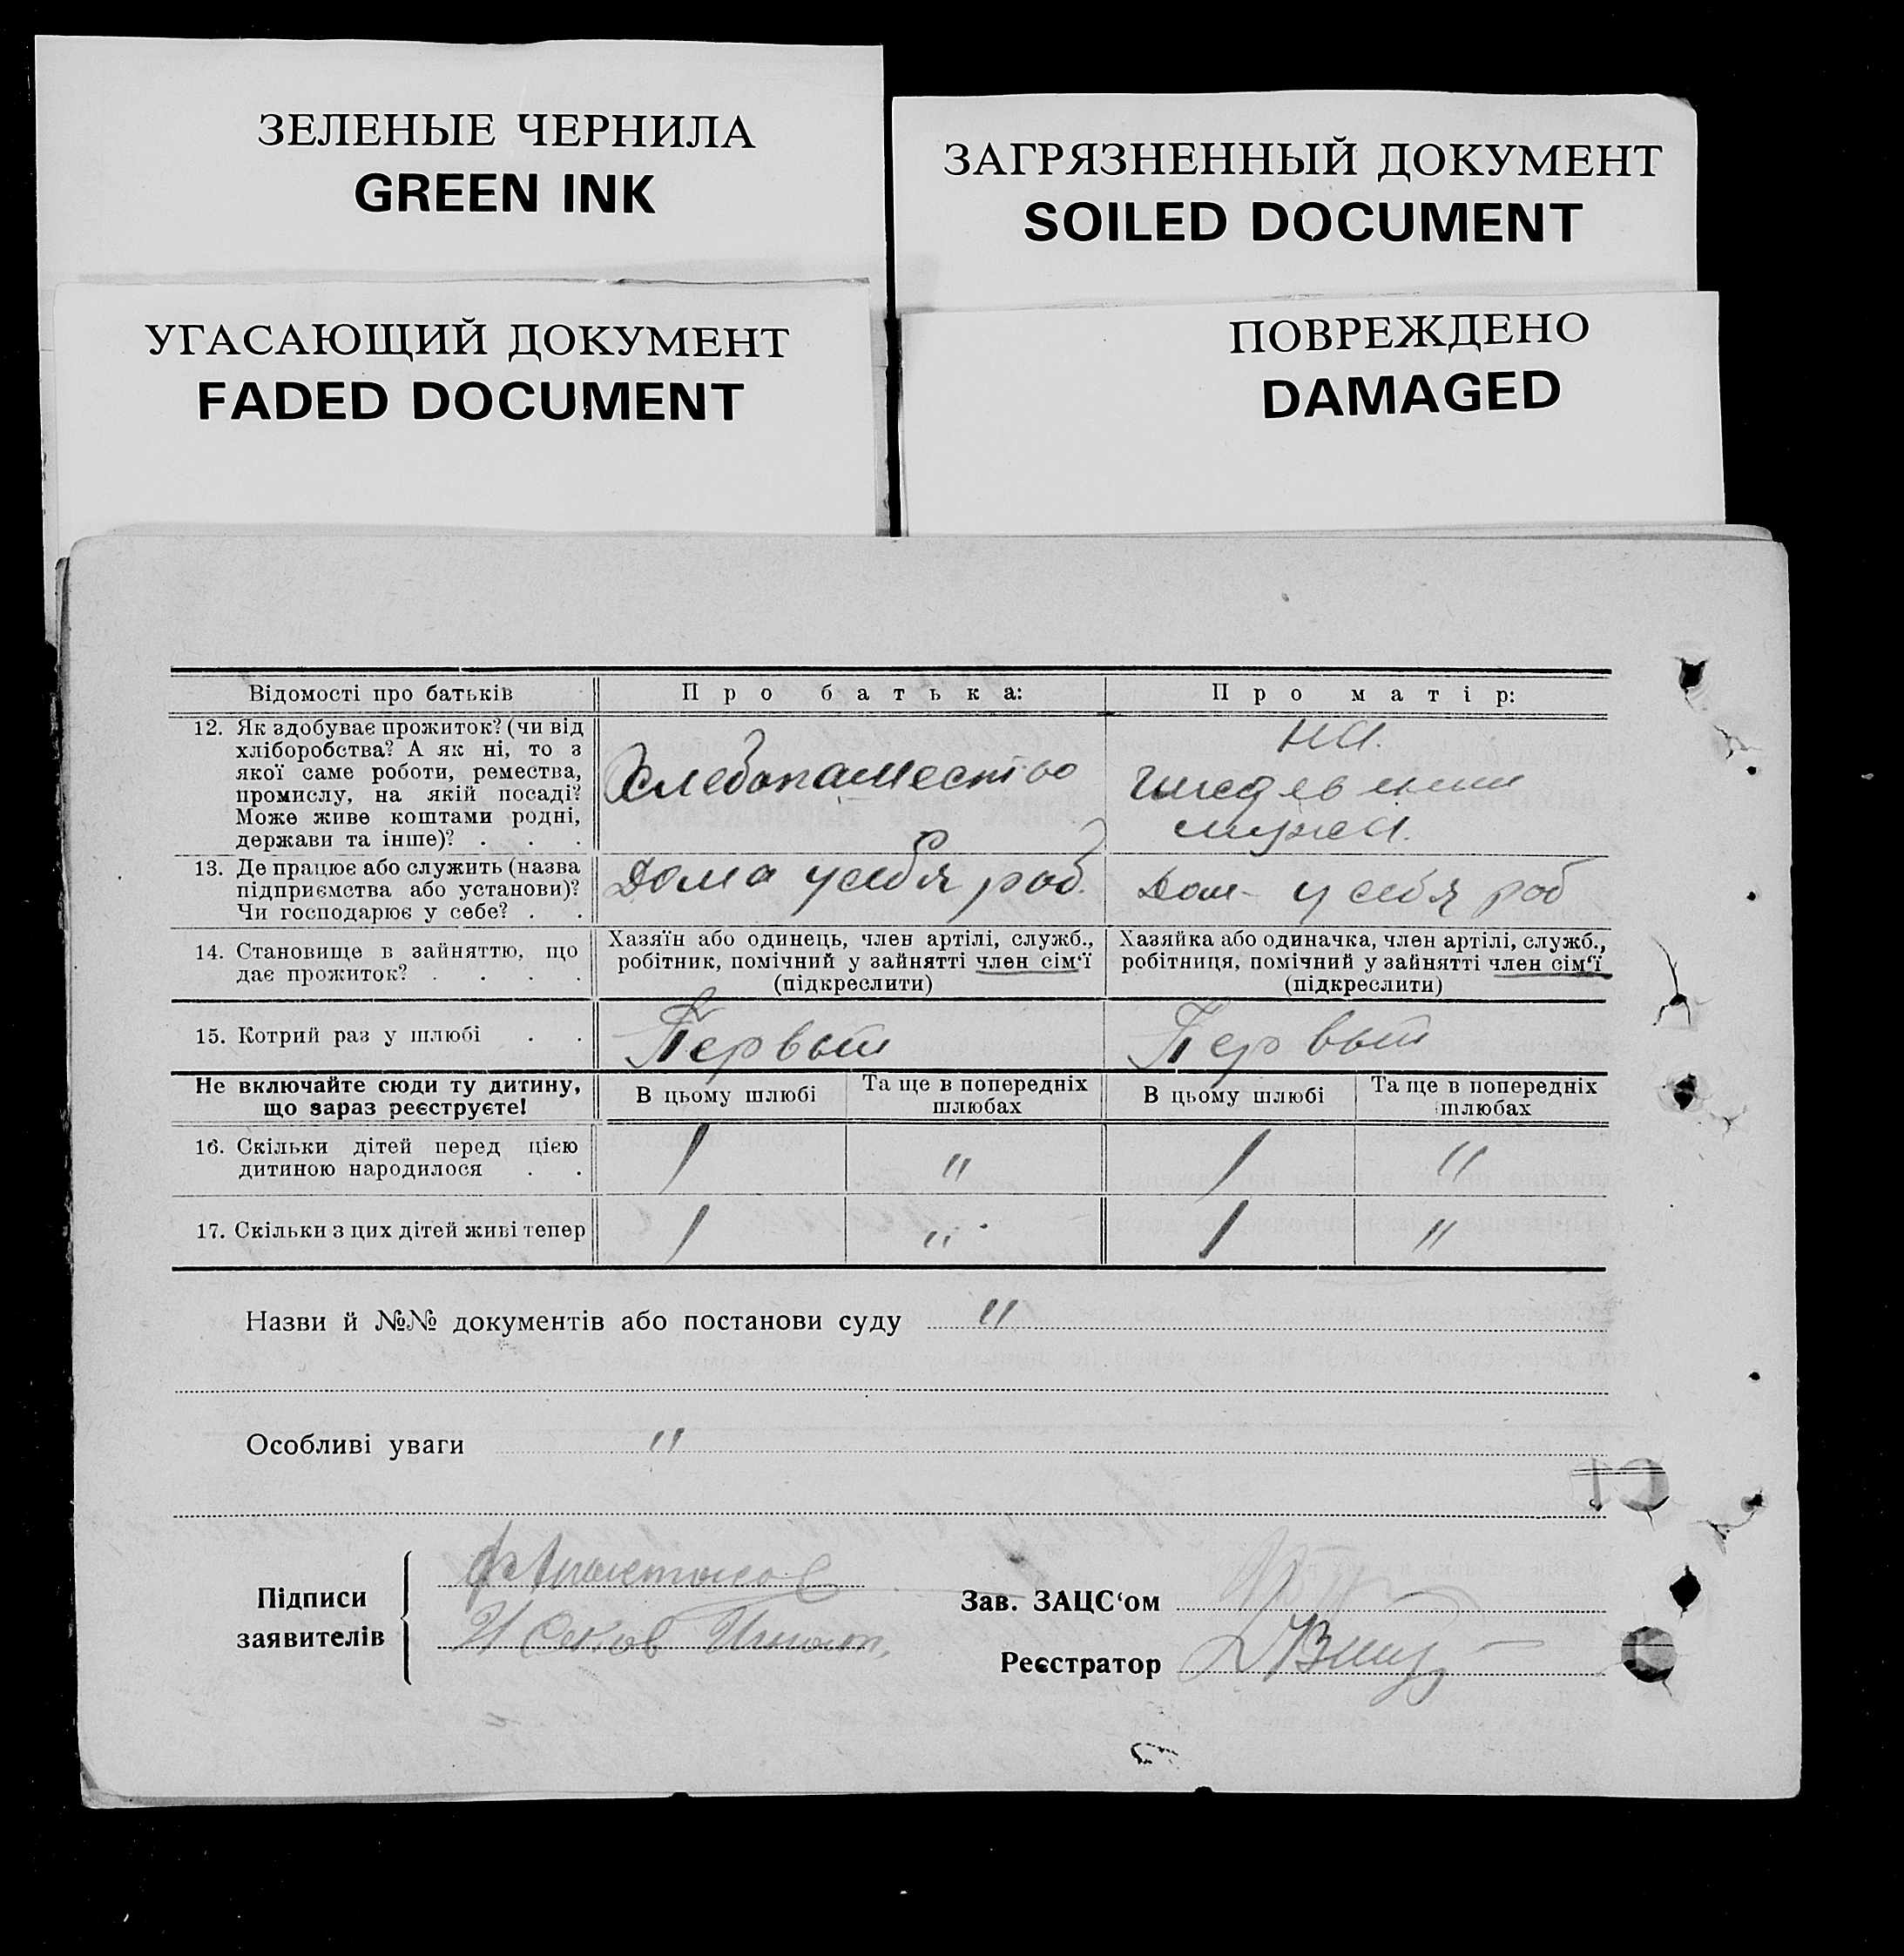 ЗЕЛЕНЫЕ ЧЕРНИЛА
GREEN INK
ЗАГРЯЗНЕННЫЙ ДОКУМЕНТ
SOILED DOCUMENT
УГАСАЮЩИЙ ДОКУМЕНТ
FADED DOCUMENT
ПОВРЕЖДЕНО
DAMAGED
Відомості про батьків
Про батька:
Про матір:
12. Як здобуває прожиток? (чи від
хліборобства? А як ні, то з
якої саме роботи, ремества,
промислу, на якій посаді?
Може живе коштами родні,
держави та інше)? . . .
Хлебопашество
на
иждевении
мужа.
13. Де працює або служить (назва
підприємства або установи)?
Чи господарює у себе? . .
Дома у себя раб.
Дом- у себя раб
14. Становище в зайняттю, що
дає прожиток? . . . .
Хазяїн або одинець, член артілі, служб.,
робітник, помічний у зайнятті член сім'ї
(підкреслити)
Хазяйка або одиначка, член артілі, служб.,
робітниця, помічний у зайнятті член сім'ї
(підкреслити)
15. Котрий раз у шлюбі . .
Первый
Первый
Не включайте сюди ту дитину,
що зараз реєструєте!
В цьому шлюбі
Та ще в попередніх
шлюбах
В цьому шлюбі
Та ще в попередніх
шлюбах
16. Скільки дітей перед цією
дитиною народилося . .
1 " 1 "
17. Скільки з цих дітей живі тепер
1 " 1 "
Назви й №№ документів або постанови суду "
Особливі уваги "
Підписи
заявителів
Зав. ЗАЦС'ом
Реєстратор